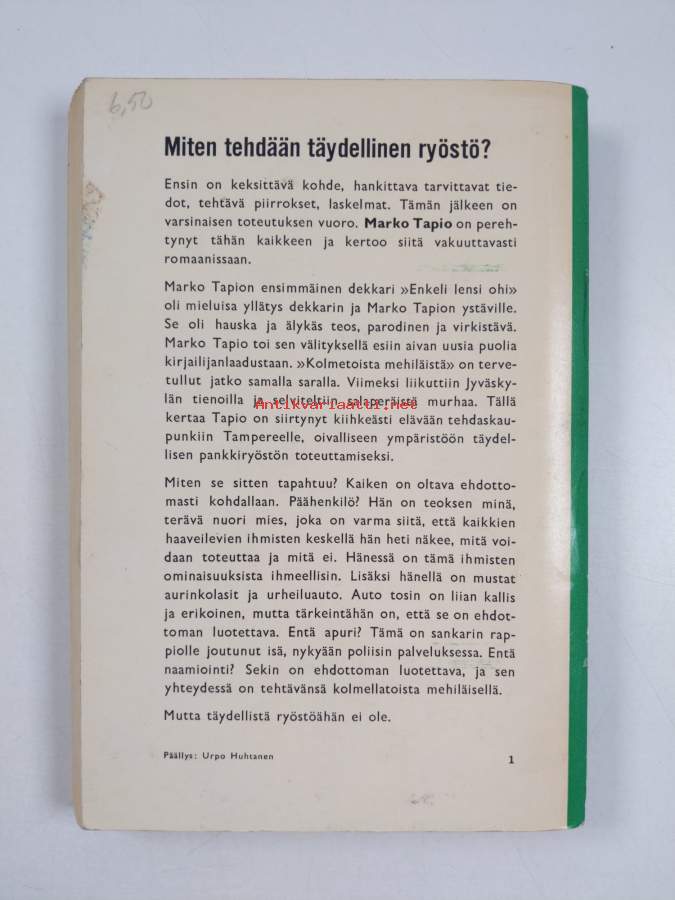 6,50
Miten tehdään täydellinen ryöstö?
Ensin on keksittävä kohde, hankittava tarvittavat tie-
dot, tehtävä piirrokset, laskelmat. Tämän jälkeen on
varsinaisen toteutuksen vuoro. Marko Tapio on pereh-
tynyt tähän kaikkeen ja kertoo siitä vakuuttavasti
romaanissaan.
Marko Tapion ensimmäinen dekkari »Enkeli lensi ohi»
oli mieluisa yllätys dekkarin ja Marko Tapion ystäville.
Se oli hauska ja älykäs teos, parodinen ja virkistävä.
Marko Tapio toi sen välityksellä esiin aivan uusia puolia
kirjailijanlaadustaan. »Kolmetoista mehiläistä» on terve-
tullut jatko samalla saralla. Viimeksi liikuttiin Jyväsky-
län tienoilla ja selviteltiin salaperäistä murhaa. Tällä
Antikvariaatti.net
kertaa Tapio on siirtynyt kiihkeästi elävään tehdaskau-
punkiin Tampereelle, oivalliseen ympäristöön täydel-
lisen pankkiryöstön toteuttamiseksi.
Miten se sitten tapahtuu? Kaiken on oltava ehdotto-
masti kohdallaan. Päähenkilö? Hän on teoksen minä,
terävä nuori mies, joka on varma siitä, että kaikkien
haaveilevien ihmisten keskellä hän heti näkee, mitä voi-
daan toteuttaa ja mitä ei. Hänessä on tämä ihmisten
ominaisuuksista ihmeellisin. Lisäksi hänellä on mustat
aurinkolasit ja urheiluauto. Auto tosin on liian kallis
ja erikoinen, mutta tärkeintähän on, että se on ehdot-
toman luotettava. Entä apuri? Tämä on sankarin rap-
piolle joutunut isä, nykyään poliisin palveluksessa. Entä
naamiointi? Sekin on ehdottoman luotettava, ja sen
yhteydessä on tehtävänsä kolmellatoista mehiläisellä.
Mutta täydellistä ryöstöähän ei ole.
Päällys: Urpo Huhtanen
1